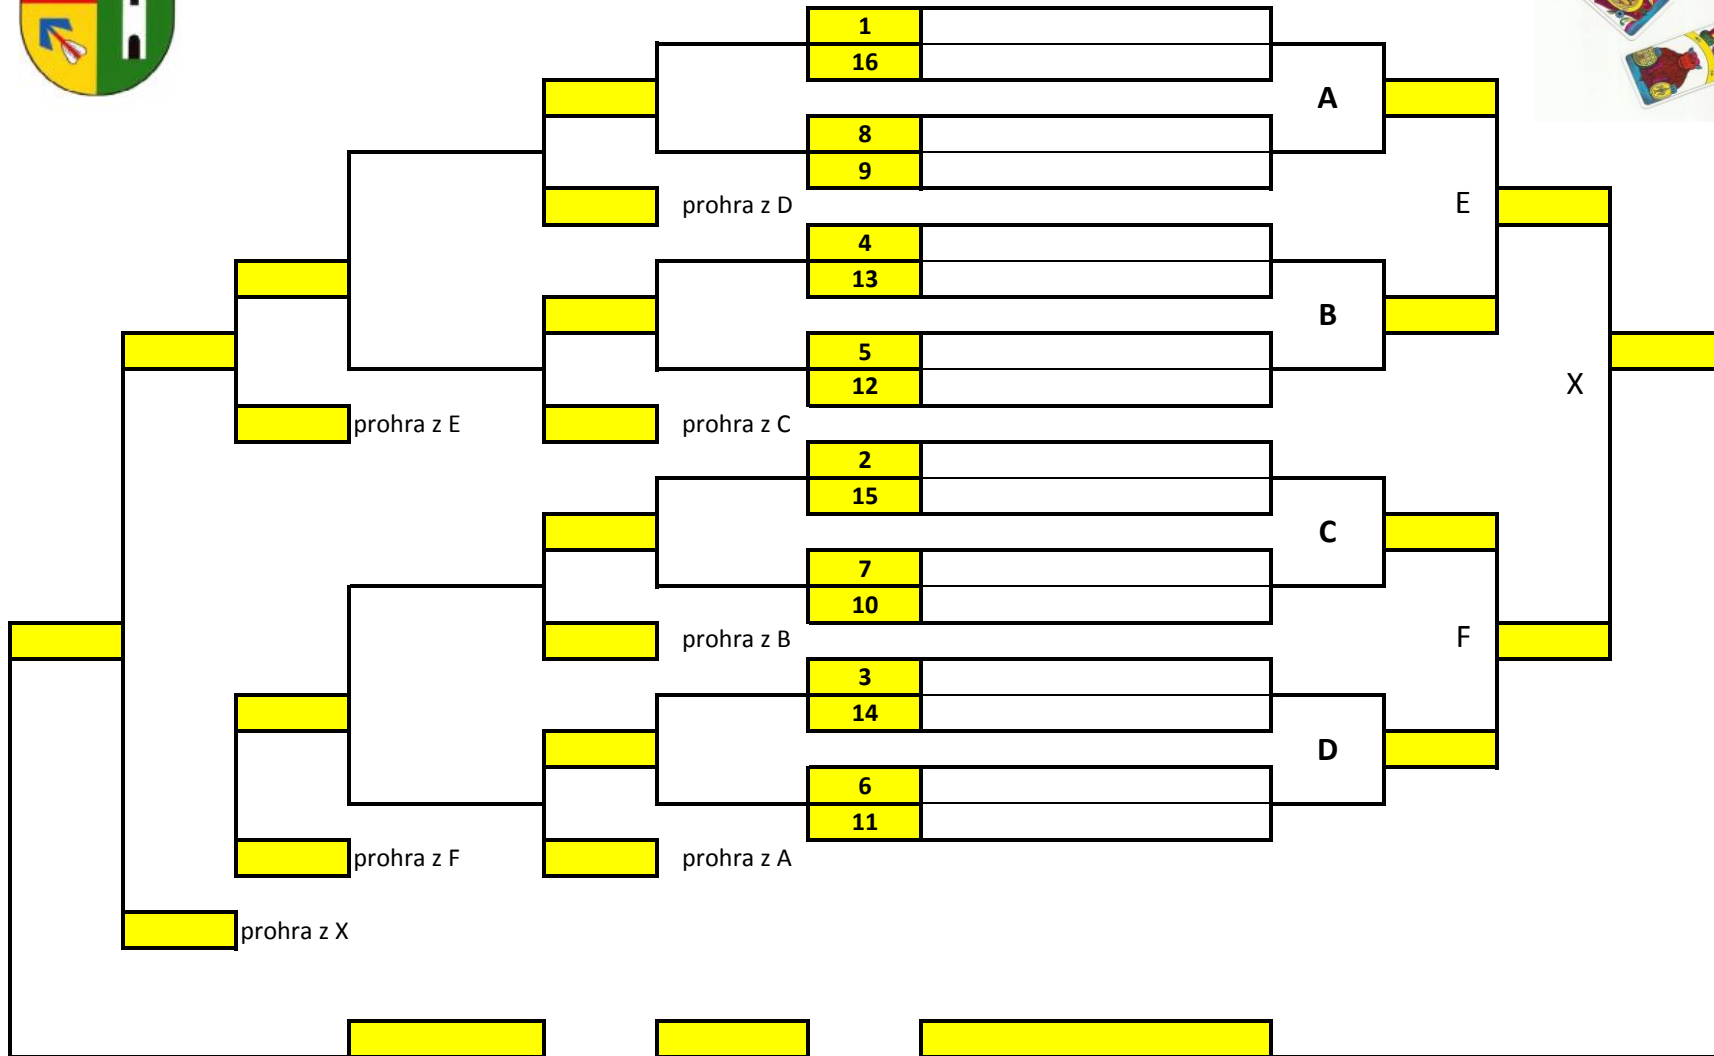 1
16
A
8
9
prohra z D
E
4
13
B
5
12
X
prohra z E
prohra z C
2
15
C
7
10
prohra z B
F
3
14
D
6
11
prohra z F
prohra z A
prohra z X